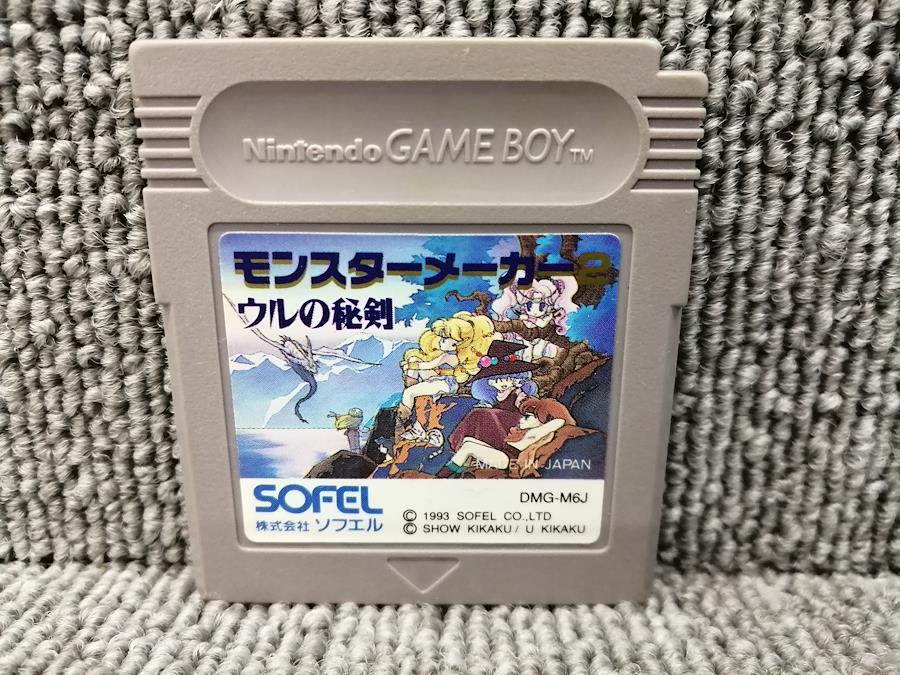 Nintendo GAME BOY™
モンスターメーカー2
ウルの秘剣
MADE IN JAPAN
SOFEL
株式会社 ソフエル
DMG-M6J
© 1993 SOFEL CO.,LTD
© SHOW KIKAKU / U KIKAKU